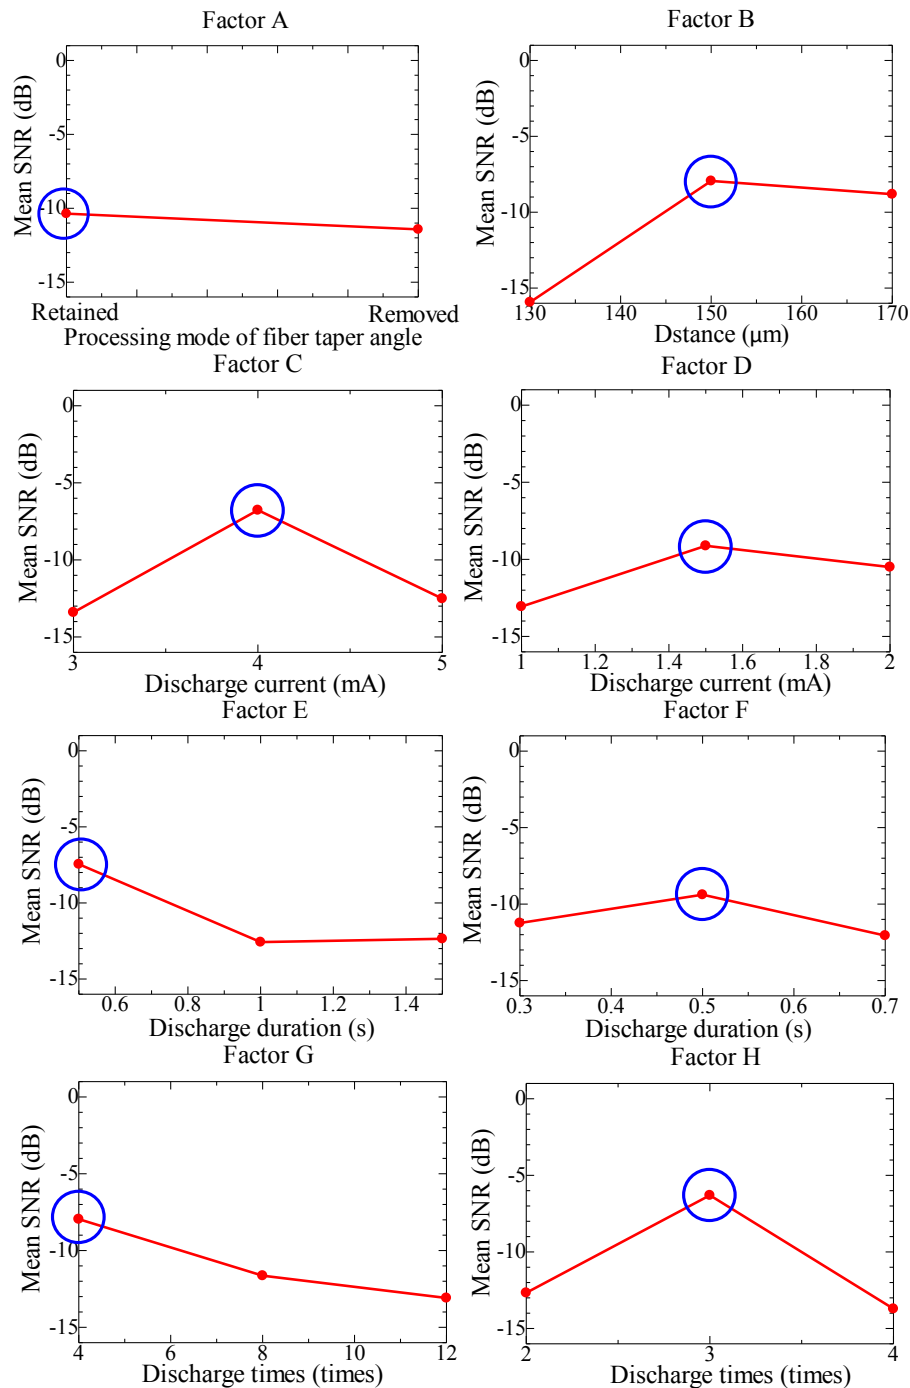 Factor A
Mean SNR (dB)
0
-5
-10
-15
Retained
Removed
Processing mode of fiber taper angle
Factor B
Mean SNR (dB)
0
-5
-10
-15
130 140 150 160 170
Dstance (μm)
Factor C
Mean SNR (dB)
0
-5
-10
-15
3 4 5
Discharge current (mA)
Factor D
Mean SNR (dB)
0
-5
-10
-15
1 1.2 1.4 1.6 1.8 2
Discharge current (mA)
Factor E
Mean SNR (dB)
0
-5
-10
-15
0.6 0.8 1 1.2 1.4
Discharge duration (s)
Factor F
Mean SNR (dB)
0
-5
-10
-15
0.3 0.4 0.5 0.6 0.7
Discharge duration (s)
Factor G
Mean SNR (dB)
0
-5
-10
-15
4 6 8 10 12
Discharge times (times)
Factor H
Mean SNR (dB)
0
-5
-10
-15
2 3 4
Discharge times (times)